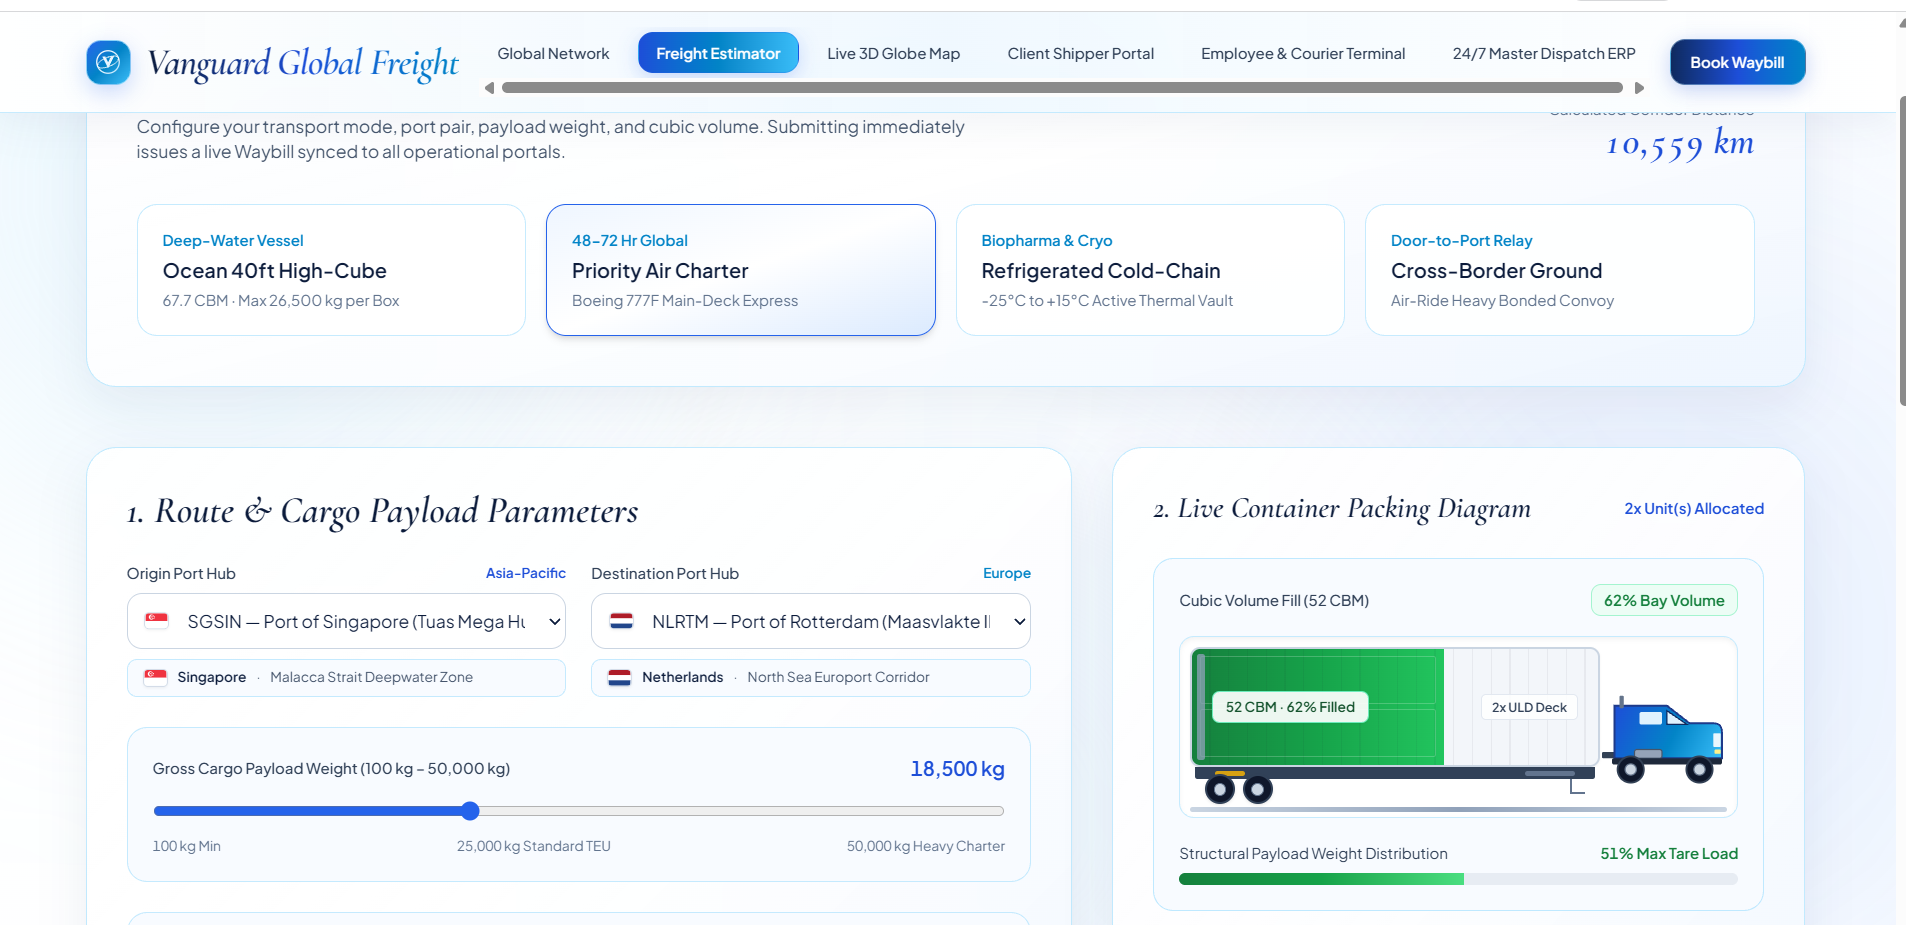 Vanguard Global Freight
Global Network
Freight Estimator
Live 3D Globe Map
Client Shipper Portal
Employee & Courier Terminal
24/7 Master Dispatch ERP
Book Waybill
Configure your transport mode, port pair, payload weight, and cubic volume. Submitting immediately
issues a live Waybill synced to all operational portals.
Calculated Corridor Distance
10,559 km
Deep-Water Vessel
Ocean 40ft High-Cube
67.7 CBM · Max 26,500 kg per Box
48–72 Hr Global
Priority Air Charter
Boeing 777F Main-Deck Express
Biopharma & Cryo
Refrigerated Cold-Chain
-25°C to +15°C Active Thermal Vault
Door-to-Port Relay
Cross-Border Ground
Air-Ride Heavy Bonded Convoy
1. Route & Cargo Payload Parameters
Origin Port Hub
Asia-Pacific
SGSIN — Port of Singapore (Tuas Mega Hu
Singapore · Malacca Strait Deepwater Zone
Destination Port Hub
Europe
NLRTM — Port of Rotterdam (Maasvlakte II
Netherlands · North Sea Europort Corridor
Gross Cargo Payload Weight (100 kg – 50,000 kg)
18,500 kg
100 kg Min
25,000 kg Standard TEU
50,000 kg Heavy Charter
2. Live Container Packing Diagram
2x Unit(s) Allocated
Cubic Volume Fill (52 CBM)
62% Bay Volume
52 CBM · 62% Filled
2x ULD Deck
Structural Payload Weight Distribution
51% Max Tare Load